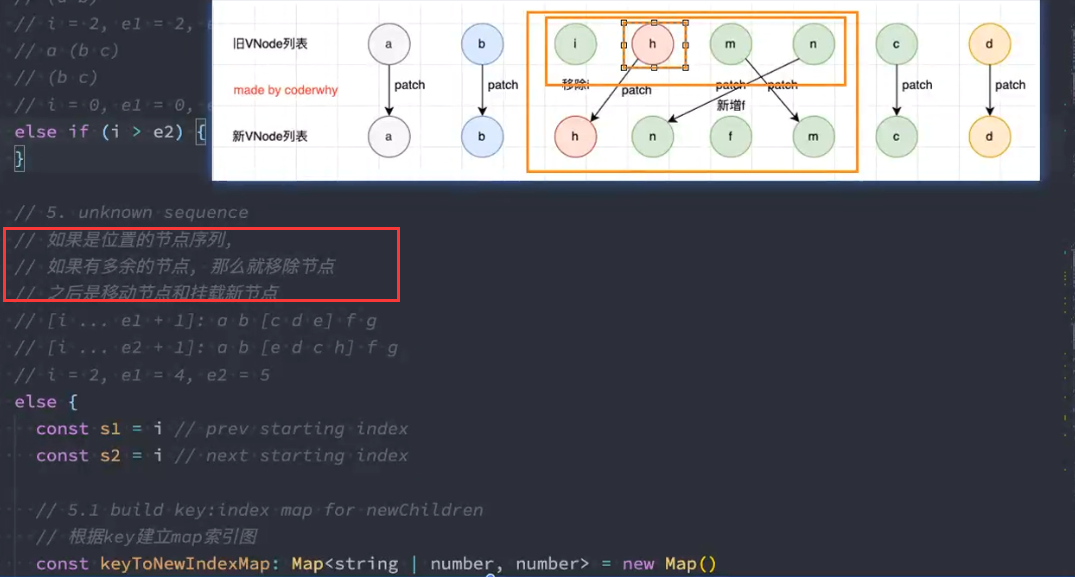 // i = 2, e1 = 2,
// a (b c)
// (b c)
// i = 0, e1 = 0,
else if (i > e2) {
}
旧VNode列表 a b i h m n c d
made by coderwhy
patch patch 移除i patch patch patch patch patch
新增f
新VNode列表 a b h n f m c d
// 5. unknown sequence
// 如果是位置的节点序列,
// 如果有多余的节点, 那么就移除节点
// 之后是移动节点和挂载新节点
// [i ... e1 + 1]: a b [c d e] f g
// [i ... e2 + 1]: a b [e d c h] f g
// i = 2, e1 = 4, e2 = 5
else {
const s1 = i // prev starting index
const s2 = i // next starting index
// 5.1 build key:index map for newChildren
// 根据key建立map索引图
const keyToNewIndexMap: Map<string | number, number> = new Map()